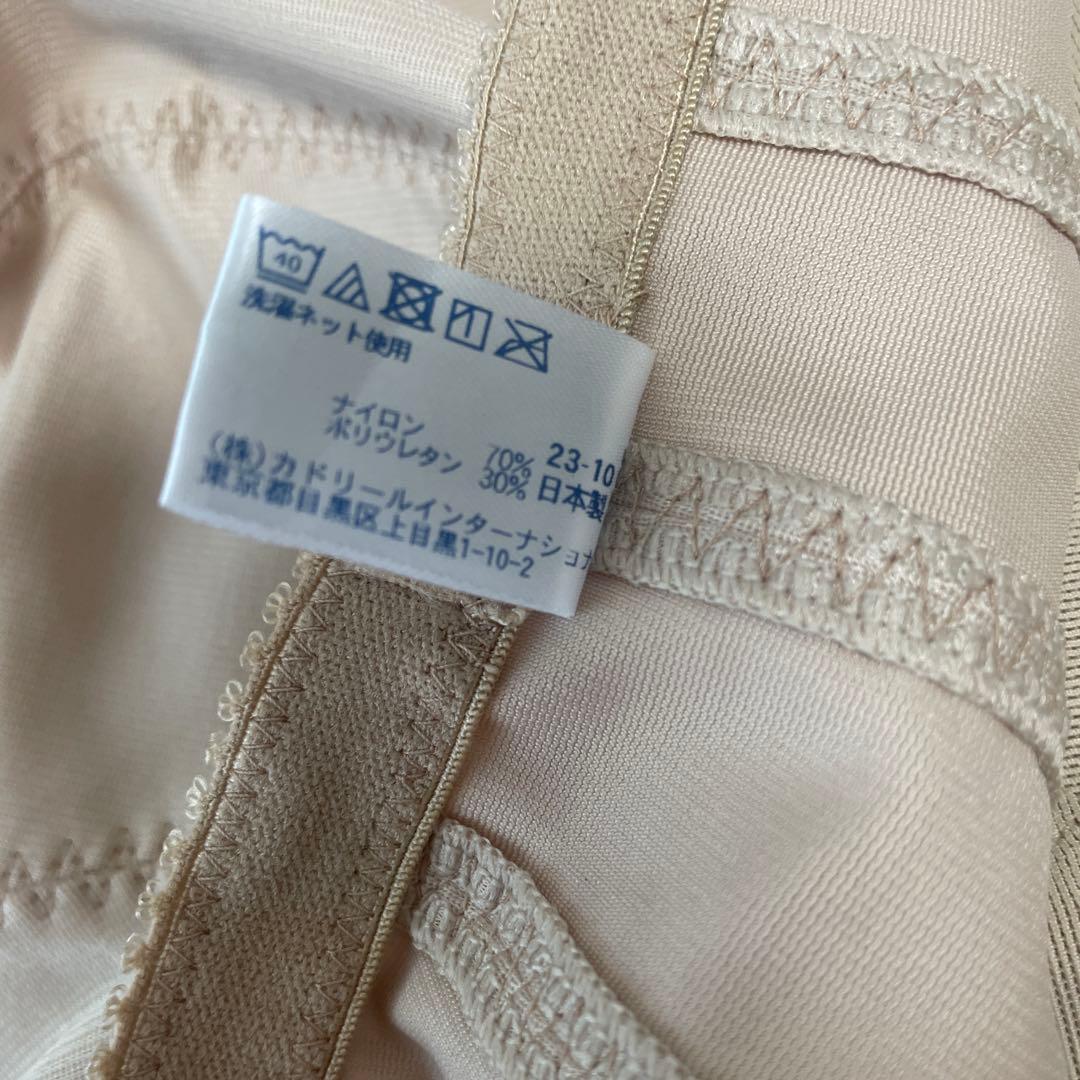 40
洗濯ネット使用
ナイロン 70%
ポリウレタン 30%
23-10
日本製
(株)カドリールインターナショナ
東京都目黒区上目黒1-10-2